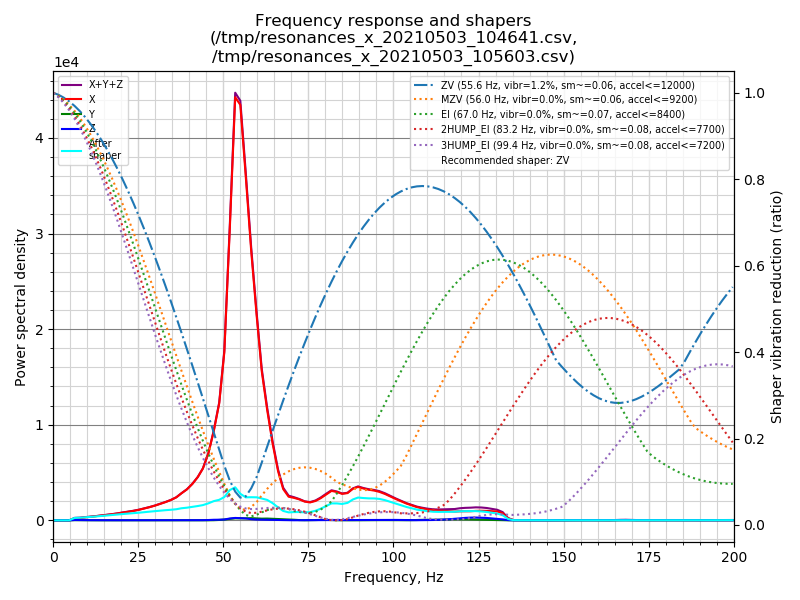 Frequency response and shapers
(/tmp/resonances_x_20210503_104641.csv,
/tmp/resonances_x_20210503_105603.csv)
1e4
X+Y+Z
X
Y
Z
After
shaper
ZV (55.6 Hz, vibr=1.2%, sm~=0.06, accel<=12000)
MZV (56.0 Hz, vibr=0.0%, sm~=0.06, accel<=9200)
EI (67.0 Hz, vibr=0.0%, sm~=0.07, accel<=8400)
2HUMP_EI (83.2 Hz, vibr=0.0%, sm~=0.08, accel<=7700)
3HUMP_EI (99.4 Hz, vibr=0.0%, sm~=0.08, accel<=7200)
Recommended shaper: ZV
Power spectral density
4
3
2
1
0
1.0
0.8
0.6
0.4
0.2
0.0
Shaper vibration reduction (ratio)
0 25 50 75 100 125 150 175 200
Frequency, Hz